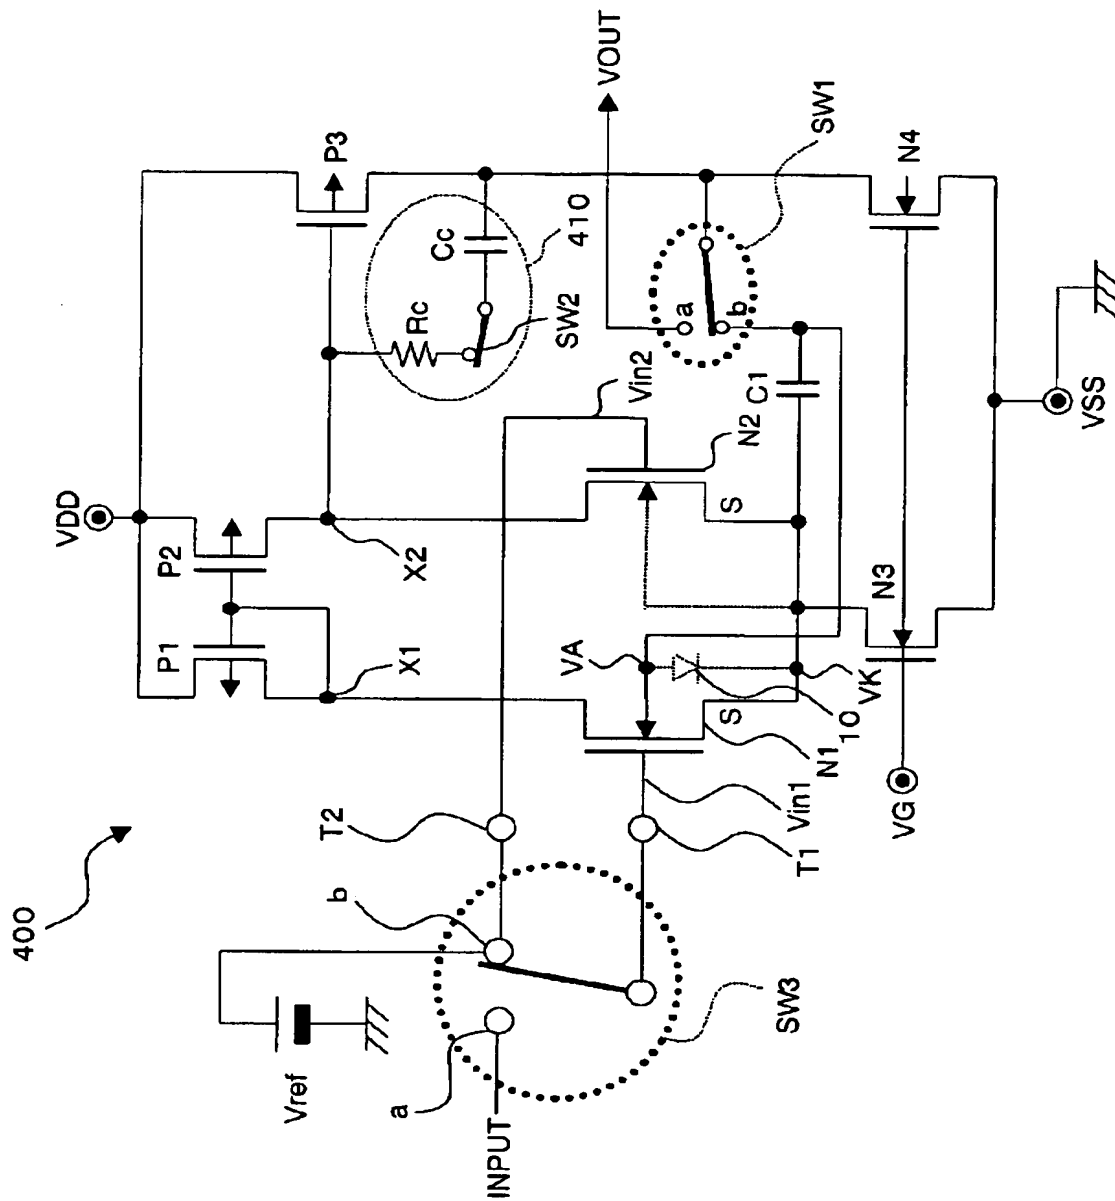 400
VDD
P1
P2
P3
X1
X2
Rc
Cc
SW2
410
VOUT
SW1
a
b
Vin2
N2
S
C1
VA
VK
10
S
N1
Vin1
T1
T2
b
a
Vref
INPUT
SW3
VG
N3
N4
VSS